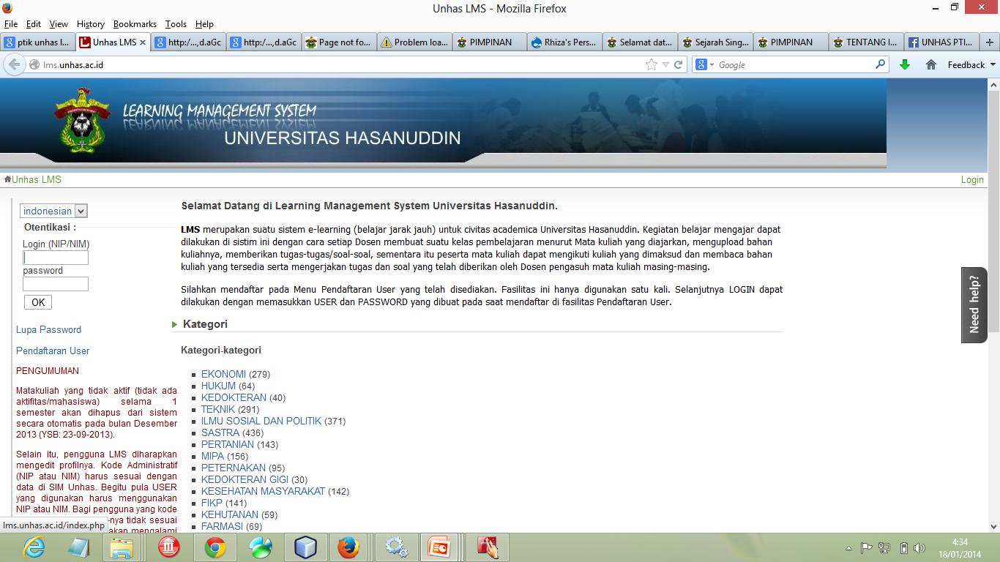 Unhas LMS - Mozilla Firefox
File Edit View History Bookmarks Tools Help
ptik unhas l...
Unhas LMS
http:/...,d.aGc
http:/...,d.aGc
Page not fo...
Problem loa...
PIMPINAN
Rhiza's Pers...
Selamat dat...
Sejarah Sing...
PIMPINAN
TENTANG I...
UNHAS PTI...
lms.unhas.ac.id
Google
Feedback
LEARNING MANAGEMENT SYSTEM
UNIVERSITAS HASANUDDIN
Unhas LMS
Login
indonesian
Otentikasi :
Login (NIP/NIM)
password
OK
Lupa Password
Pendaftaran User
PENGUMUMAN
Matakuliah yang tidak aktif (tidak ada
aktifitas/mahasiswa) selama 1
semester akan dihapus dari sistem
secara otomatis pada bulan Desember
2013 (YSB: 23-09-2013).
Selain itu, pengguna LMS diharapkan
mengedit profilnya. Kode Administratif
(NIP atau NIM) harus sesuai dengan
data di SIM Unhas. Begitu pula USER
yang digunakan harus menggunakan
NIP atau NIM. Bagi pengguna yang kode
-nya tidak sesuai
akan mengalami
lms.unhas.ac.id/index.php
Selamat Datang di Learning Management System Universitas Hasanuddin.
LMS merupakan suatu sistem e-learning (belajar jarak jauh) untuk civitas academica Universitas Hasanuddin. Kegiatan belajar mengajar dapat
dilakukan di sistim ini dengan cara setiap Dosen membuat suatu kelas pembelajaran menurut Mata kuliah yang diajarkan, mengupload bahan
kuliahnya, memberikan tugas-tugas/soal-soal, sementara itu peserta mata kuliah dapat mengikuti kuliah yang dimaksud dan membaca bahan
kuliah yang tersedia serta mengerjakan tugas dan soal yang telah diberikan oleh Dosen pengasuh mata kuliah masing-masing.
Silahkan mendaftar pada Menu Pendaftaran User yang telah disediakan. Fasilitas ini hanya digunakan satu kali. Selanjutnya LOGIN dapat
dilakukan dengan memasukkan USER dan PASSWORD yang dibuat pada saat mendaftar di fasilitas Pendaftaran User.
Kategori
Kategori-kategori
EKONOMI (279)
HUKUM (64)
KEDOKTERAN (40)
TEKNIK (291)
ILMU SOSIAL DAN POLITIK (371)
SASTRA (436)
PERTANIAN (143)
MIPA (156)
PETERNAKAN (95)
KEDOKTERAN GIGI (30)
KESEHATAN MASYARAKAT (142)
FIKP (141)
KEHUTANAN (59)
FARMASI (69)
Need help?
4:34
18/01/2014